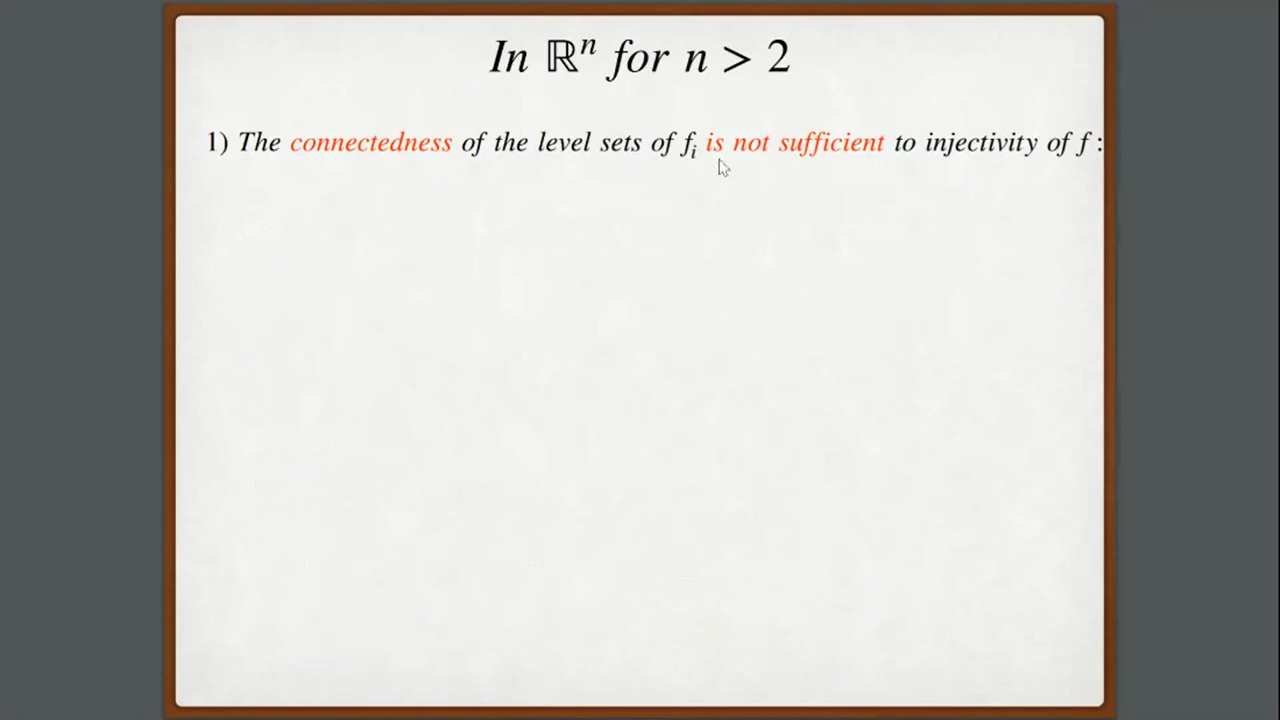 In ℝⁿ for n > 2
1) The connectedness of the level sets of fᵢ is not sufficient to injectivity of f :